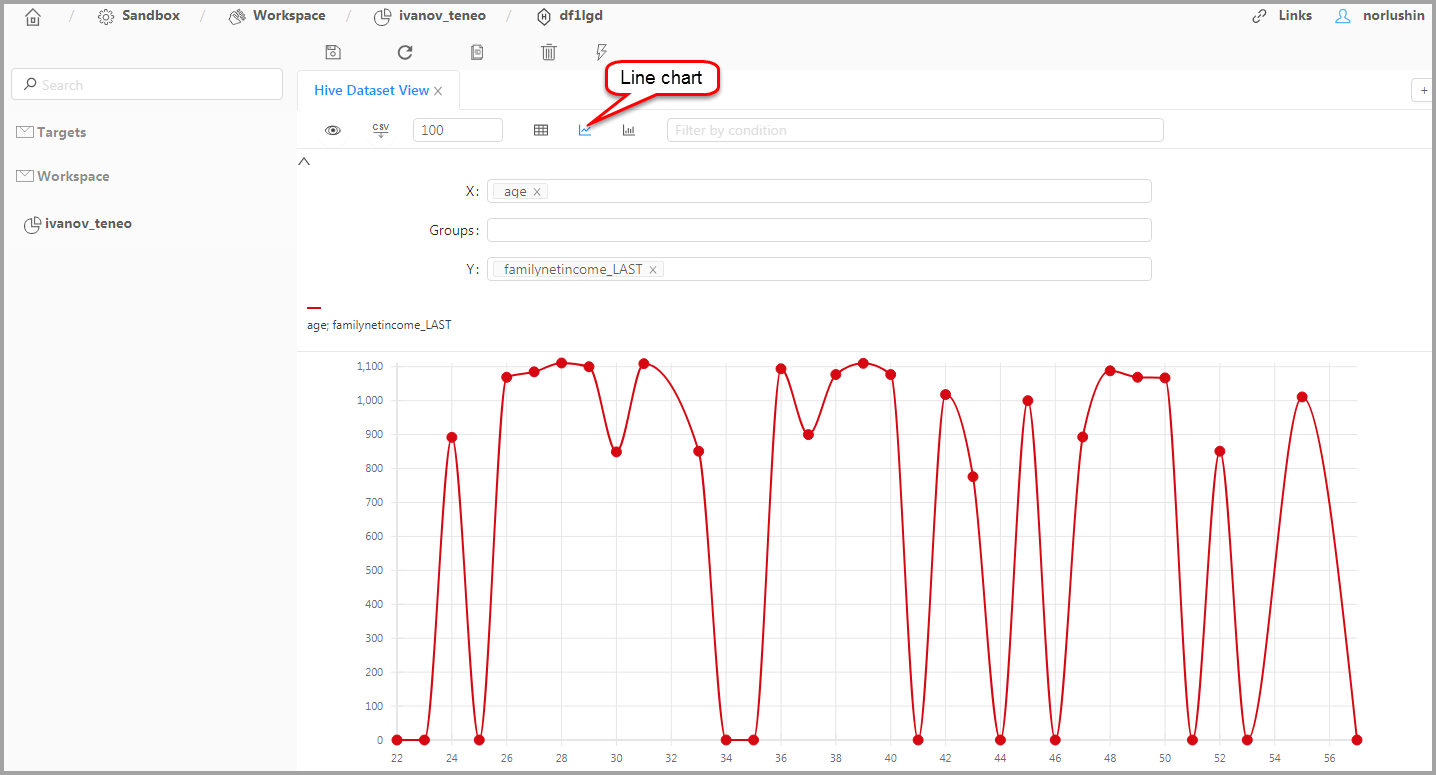 / Sandbox / Workspace / ivanov_teneo / df1lgd Links norlushin
Line chart
Search
Hive Dataset View X
+
Targets
CSV 100 Filter by condition
Workspace
X: age X
ivanov_teneo
Groups:
Y: familynetincome_LAST X
age; familynetincome_LAST
1,100
1,000
900
800
700
600
500
400
300
200
100
0
22 24 26 28 30 32 34 36 38 40 42 44 46 48 50 52 54 56